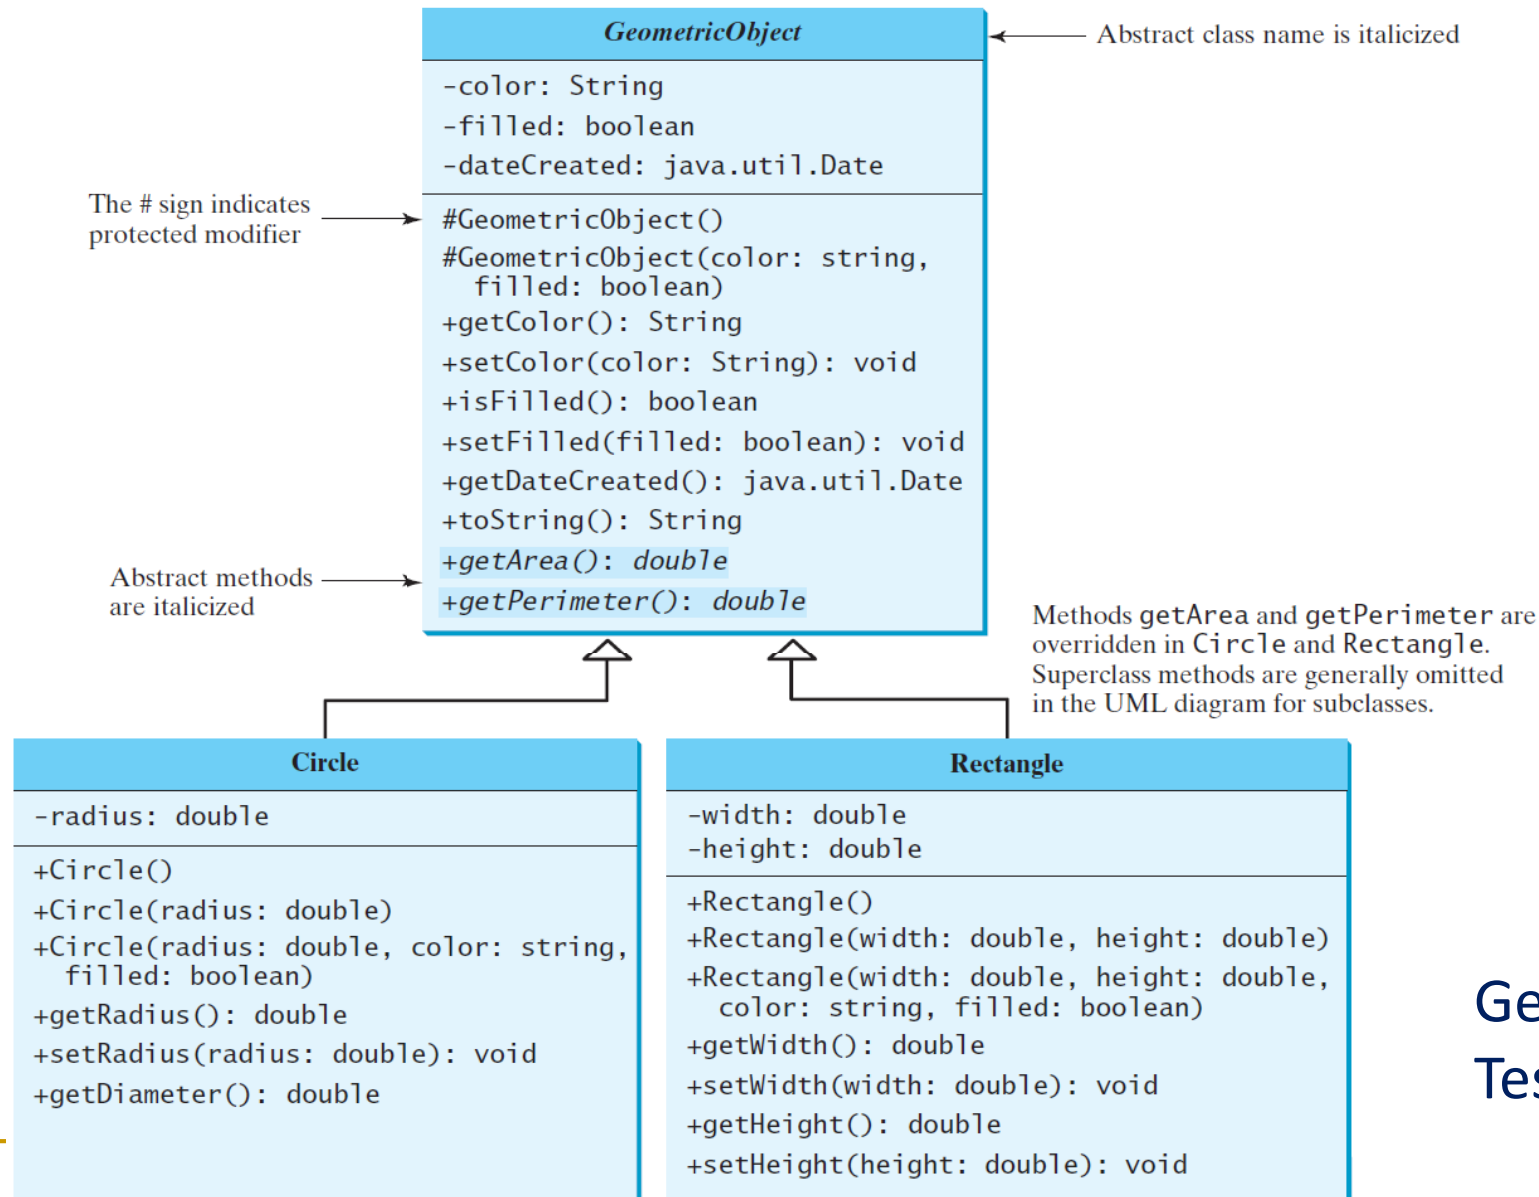 GeometricObject
Abstract class name is italicized
-color: String
-filled: boolean
-dateCreated: java.util.Date
The # sign indicates
protected modifier
#GeometricObject()
#GeometricObject(color: string,
filled: boolean)
+getColor(): String
+setColor(color: String): void
+isFilled(): boolean
+setFilled(filled: boolean): void
+getDateCreated(): java.util.Date
+toString(): String
+getArea(): double
+getPerimeter(): double
Abstract methods
are italicized
Methods getArea and getPerimeter are
overridden in Circle and Rectangle.
Superclass methods are generally omitted
in the UML diagram for subclasses.
Circle
-radius: double
+Circle()
+Circle(radius: double)
+Circle(radius: double, color: string,
filled: boolean)
+getRadius(): double
+setRadius(radius: double): void
+getDiameter(): double
Rectangle
-width: double
-height: double
+Rectangle()
+Rectangle(width: double, height: double)
+Rectangle(width: double, height: double,
color: string, filled: boolean)
+getWidth(): double
+setWidth(width: double): void
+getHeight(): double
+setHeight(height: double): void